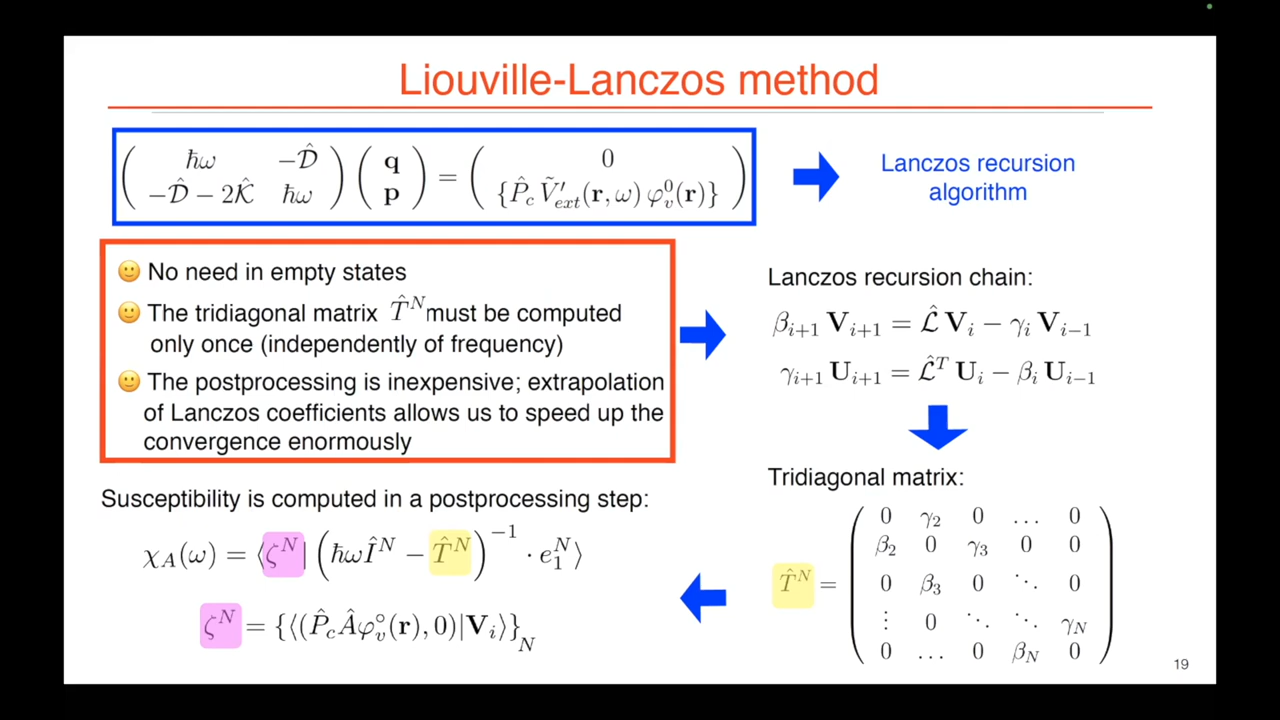 Liouville-Lanczos method
( ħω −𝒟̂ ; −𝒟̂ − 2𝒦̂ ħω ) ( q ; p ) = ( 0 ; {P̂_c Ṽ′_ext(r, ω) φ_v^0(r)} )
Lanczos recursion
algorithm
🙂 No need in empty states
🙂 The tridiagonal matrix T̂^N must be computed
only once (independently of frequency)
🙂 The postprocessing is inexpensive; extrapolation
of Lanczos coefficients allows us to speed up the
convergence enormously
Lanczos recursion chain:
β_{i+1} V_{i+1} = ℒ̂ V_i − γ_i V_{i−1}
γ_{i+1} U_{i+1} = ℒ̂^T U_i − β_i U_{i−1}
Tridiagonal matrix:
T̂^N = ( 0 γ_2 0 … 0
β_2 0 γ_3 0 0
0 β_3 0 ⋱ 0
⋮ 0 ⋱ ⋱ γ_N
0 … 0 β_N 0 )
Susceptibility is computed in a postprocessing step:
χ_A(ω) = ⟨ζ^N| (ħωÎ^N − T̂^N)^{−1} · e_1^N⟩
ζ^N = {⟨(P̂_c Âφ_v^∘(r), 0)|V_i⟩}_N
19